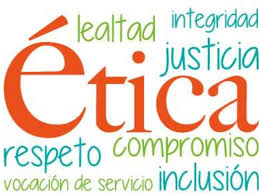 lealtad
integridad
justicia
ética
respeto
compromiso
vocación de servicio
inclusión